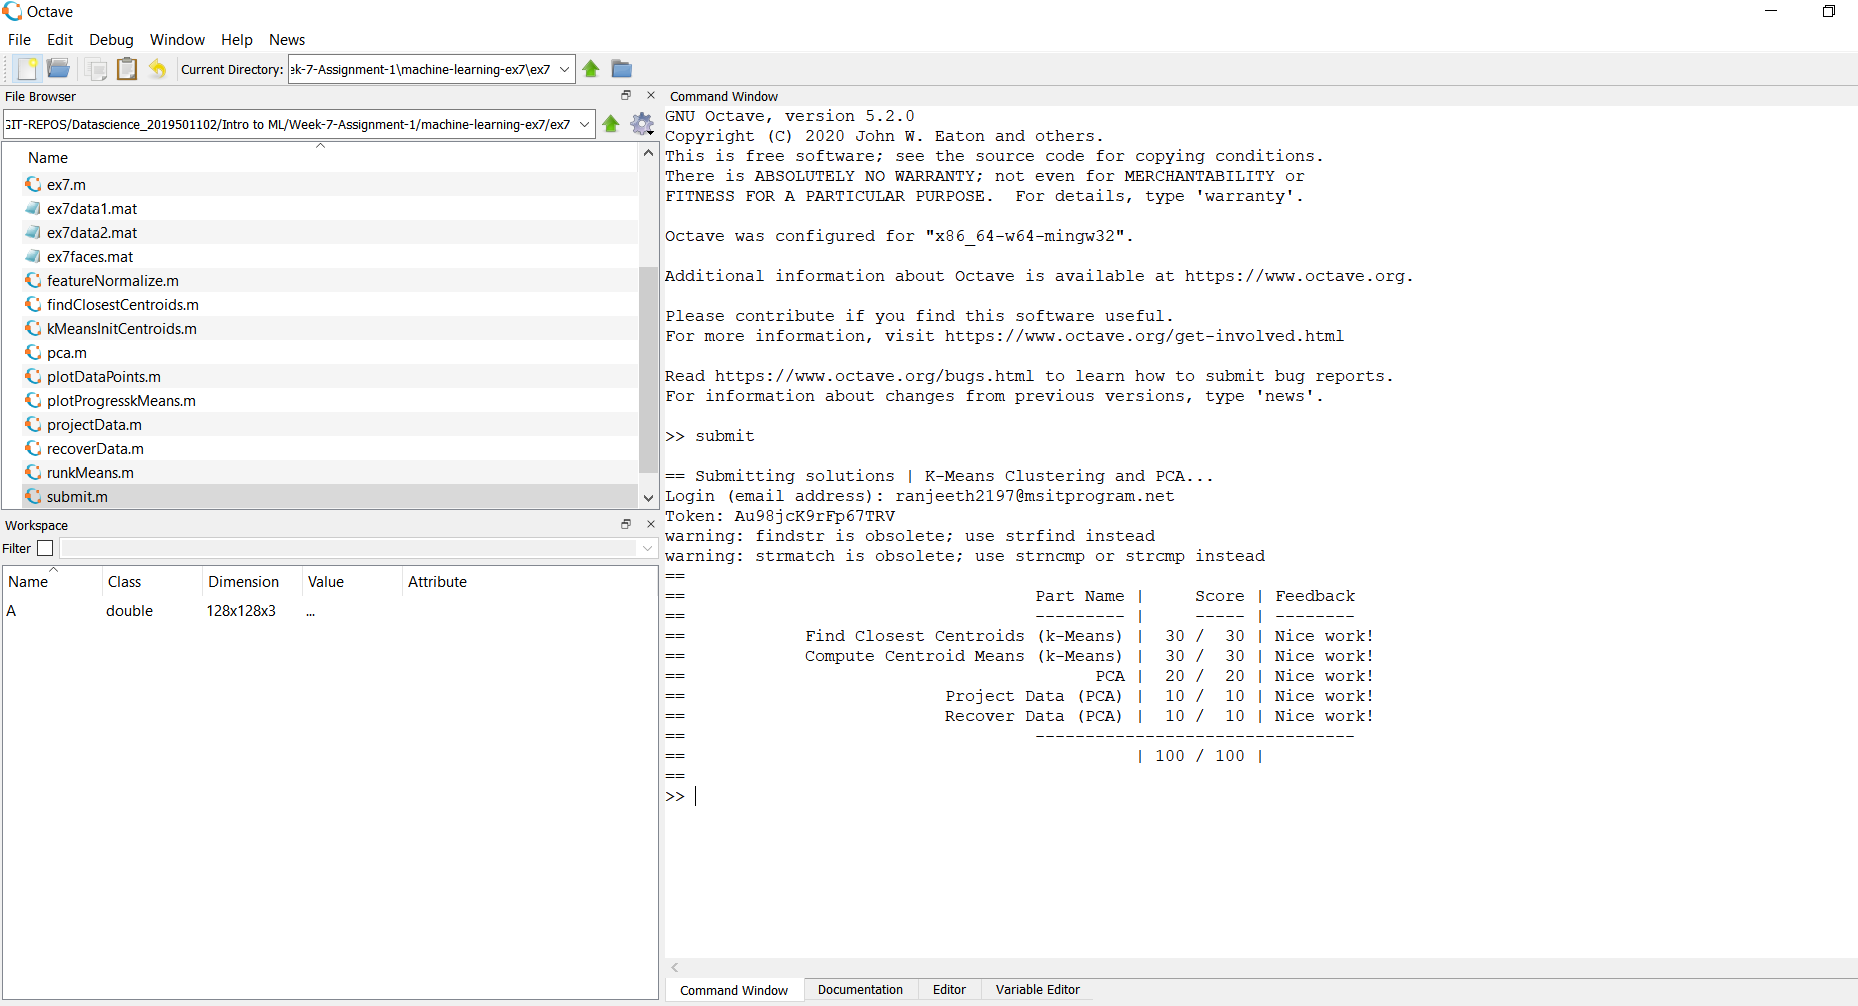 Octave
File Edit Debug Window Help News
Current Directory: ek-7-Assignment-1\machine-learning-ex7\ex7
File Browser
GIT-REPOS/Datascience_2019501102/Intro to ML/Week-7-Assignment-1/machine-learning-ex7/ex7
Name
ex7.m
ex7data1.mat
ex7data2.mat
ex7faces.mat
featureNormalize.m
findClosestCentroids.m
kMeansInitCentroids.m
pca.m
plotDataPoints.m
plotProgresskMeans.m
projectData.m
recoverData.m
runkMeans.m
submit.m
Workspace
Filter
Name Class Dimension Value Attribute
A double 128x128x3 ...
Command Window
GNU Octave, version 5.2.0
Copyright (C) 2020 John W. Eaton and others.
This is free software; see the source code for copying conditions.
There is ABSOLUTELY NO WARRANTY; not even for MERCHANTABILITY or
FITNESS FOR A PARTICULAR PURPOSE.  For details, type 'warranty'.
Octave was configured for "x86_64-w64-mingw32".
Additional information about Octave is available at https://www.octave.org.
Please contribute if you find this software useful.
For more information, visit https://www.octave.org/get-involved.html
Read https://www.octave.org/bugs.html to learn how to submit bug reports.
For information about changes from previous versions, type 'news'.
>> submit
== Submitting solutions | K-Means Clustering and PCA...
Login (email address): ranjeeth2197@msitprogram.net
Token: Au98jcK9rFp67TRV
warning: findstr is obsolete; use strfind instead
warning: strmatch is obsolete; use strncmp or strcmp instead
==
== Part Name | Score | Feedback
== --------- | ----- | --------
== Find Closest Centroids (k-Means) | 30 / 30 | Nice work!
== Compute Centroid Means (k-Means) | 30 / 30 | Nice work!
== PCA | 20 / 20 | Nice work!
== Project Data (PCA) | 10 / 10 | Nice work!
== Recover Data (PCA) | 10 / 10 | Nice work!
== --------------------------------
== | 100 / 100 |
==
>>
Command Window Documentation Editor Variable Editor